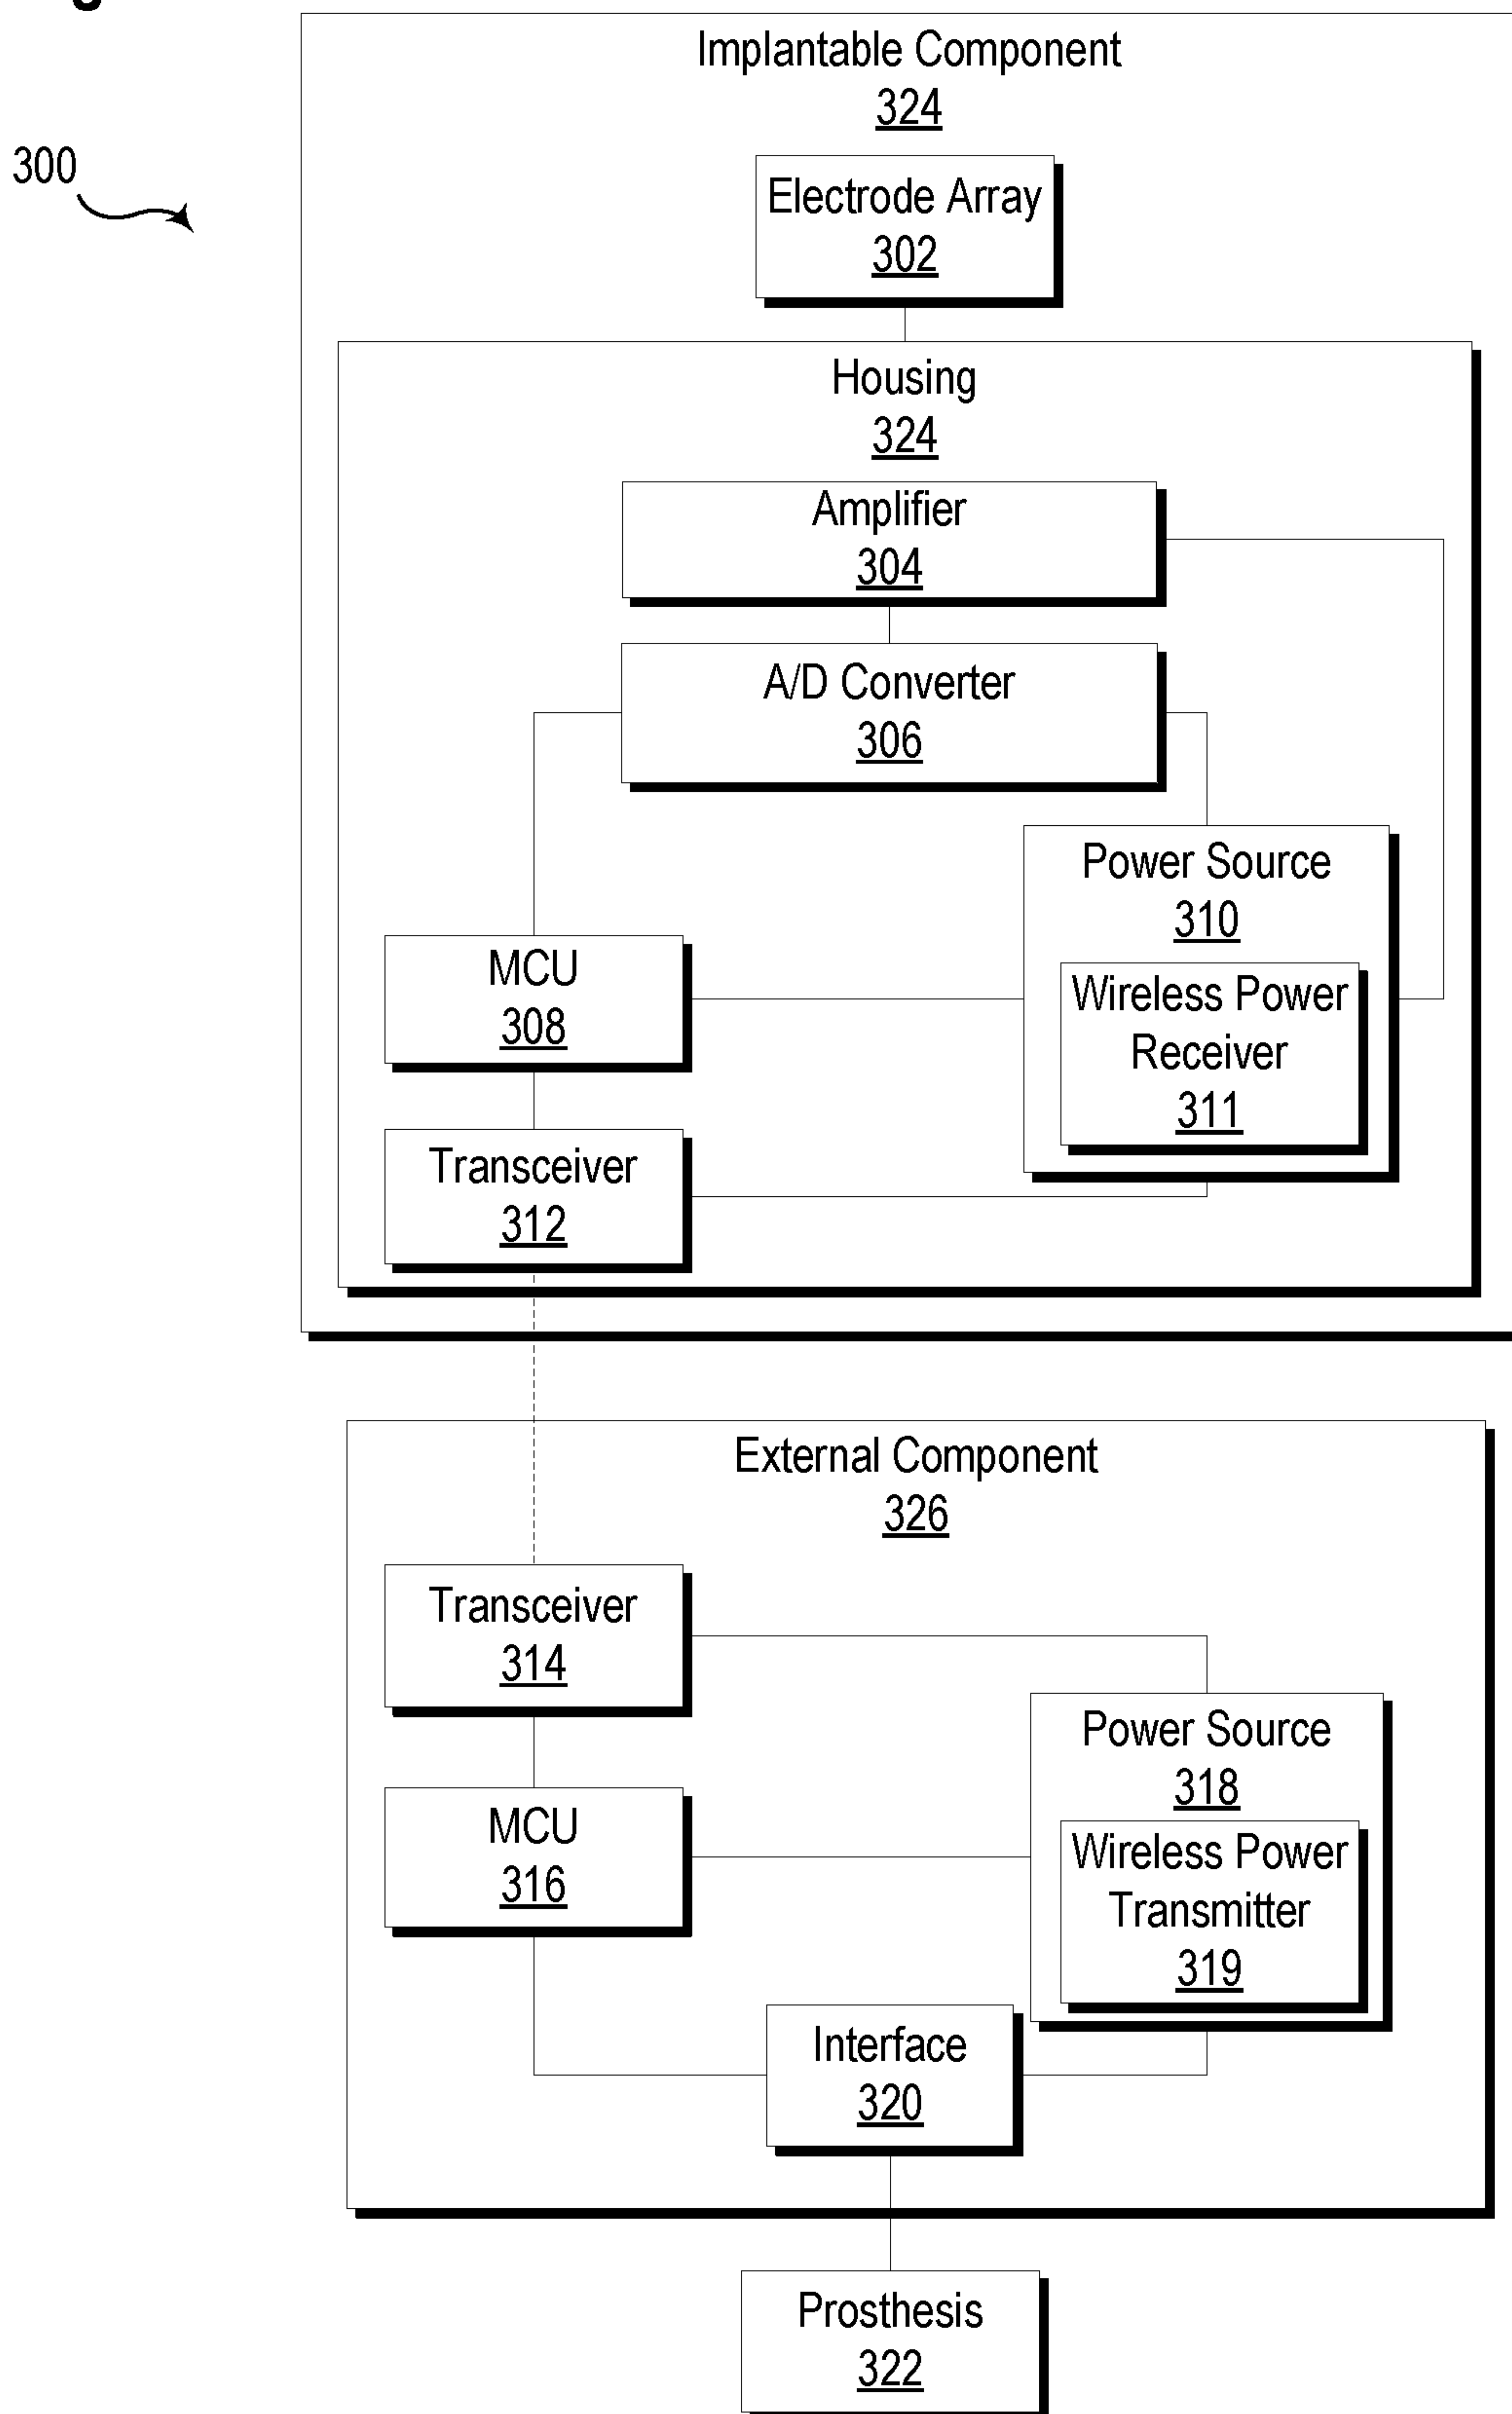 Implantable Component
324
300
Electrode Array
302
Housing
324
Amplifier
304
A/D Converter
306
Power Source
310
MCU
308
Wireless Power
Receiver
311
Transceiver
312
External Component
326
Transceiver
314
Power Source
318
MCU
316
Wireless Power
Transmitter
319
Interface
320
Prosthesis
322